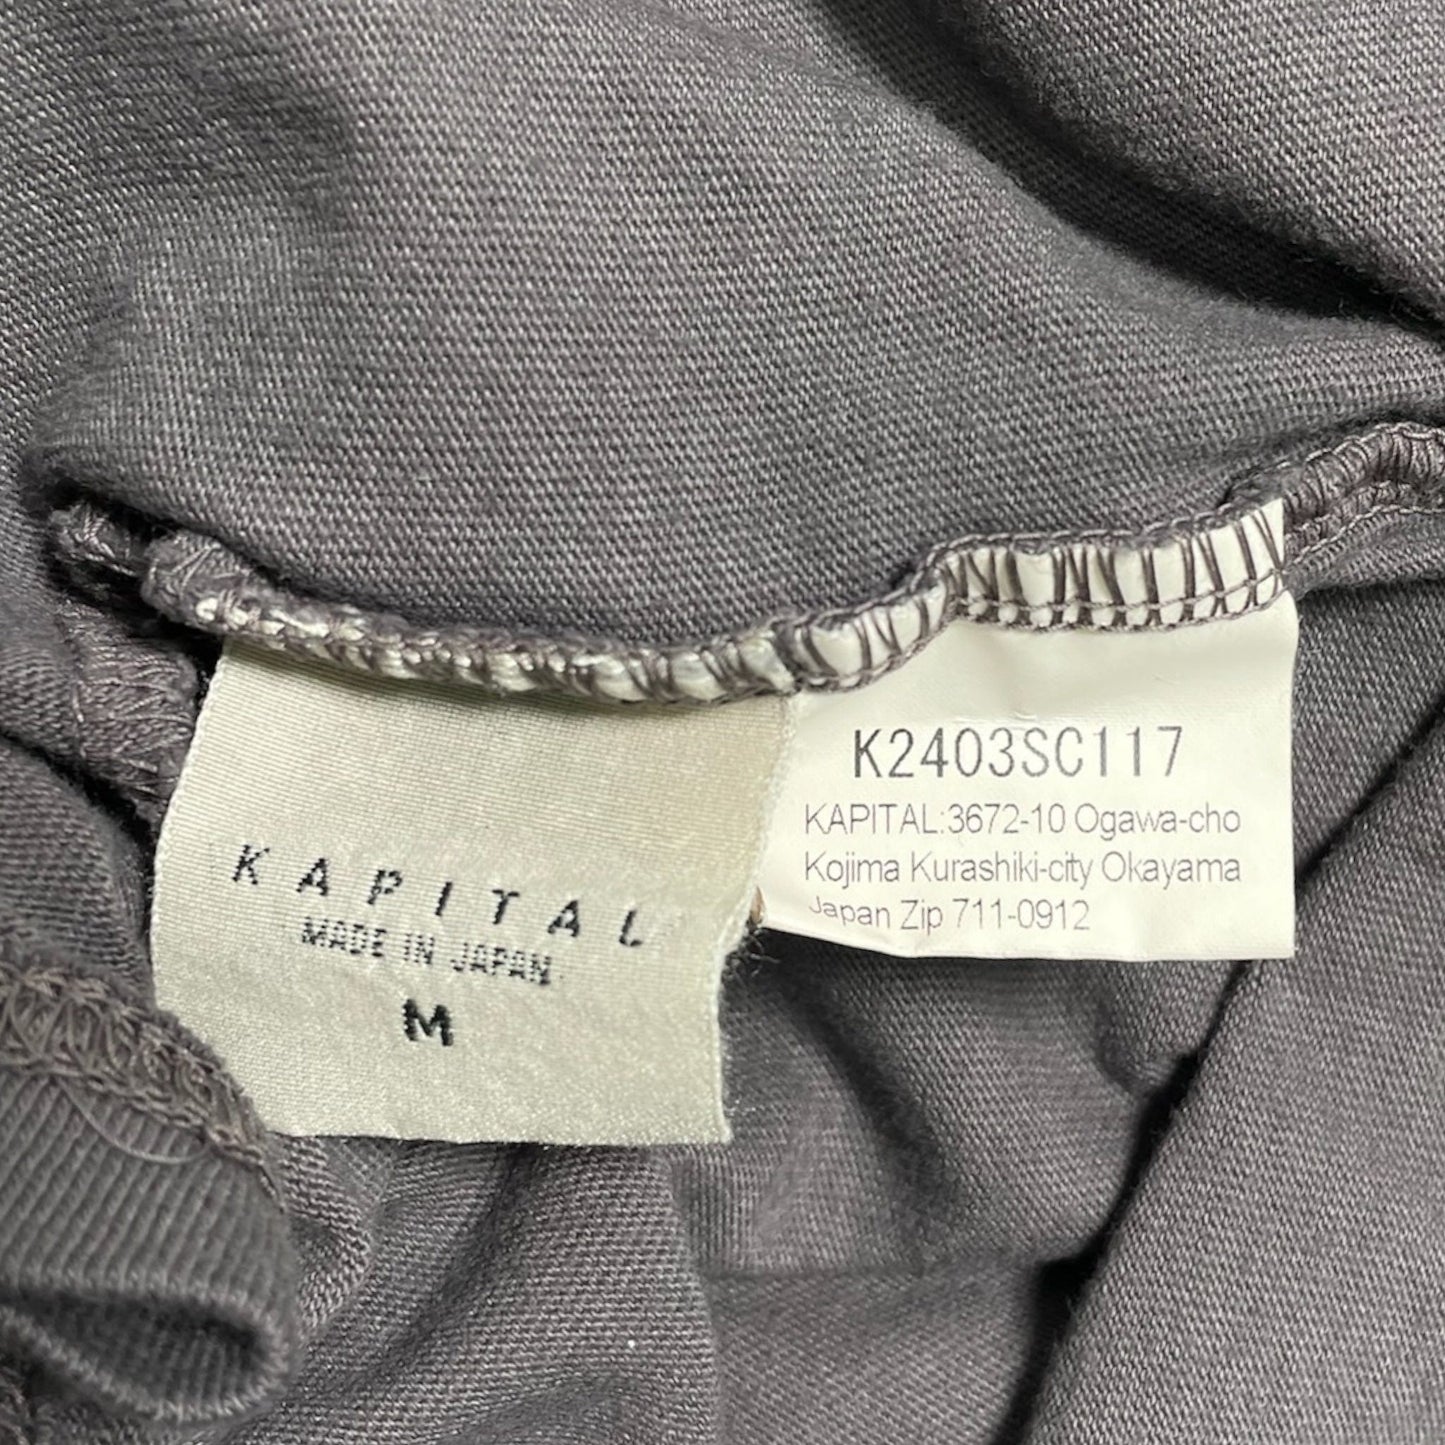 KAPITAL
MADE IN JAPAN
M
K2403SC117
KAPITAL:3672-10 Ogawa-cho
Kojima Kurashiki-city Okayama
Japan Zip 711-0912